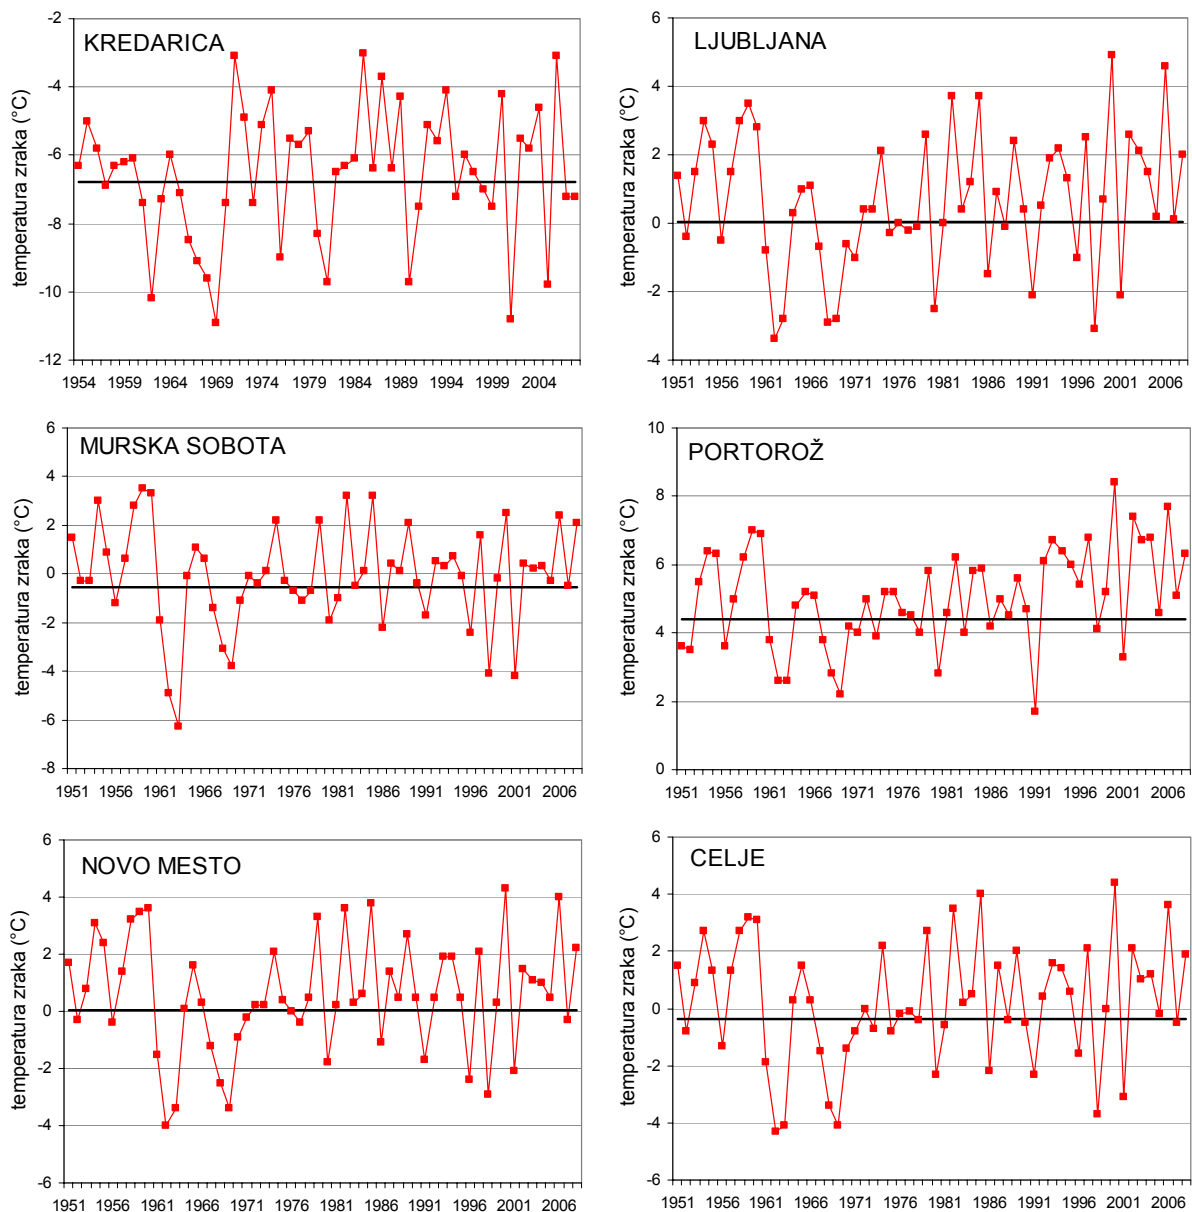 KREDARICA
temperatura zraka (°C)
-2
-4
-6
-8
-10
-12
1954 1959 1964 1969 1974 1979 1984 1989 1994 1999 2004
LJUBLJANA
temperatura zraka (°C)
6
4
2
0
-2
-4
1951 1956 1961 1966 1971 1976 1981 1986 1991 1996 2001 2006
MURSKA SOBOTA
temperatura zraka (°C)
6
4
2
0
-2
-4
-6
-8
1951 1956 1961 1966 1971 1976 1981 1986 1991 1996 2001 2006
PORTOROŽ
temperatura zraka (°C)
10
8
6
4
2
0
1951 1956 1961 1966 1971 1976 1981 1986 1991 1996 2001 2006
NOVO MESTO
temperatura zraka (°C)
6
4
2
0
-2
-4
-6
1951 1956 1961 1966 1971 1976 1981 1986 1991 1996 2001 2006
CELJE
temperatura zraka (°C)
6
4
2
0
-2
-4
-6
1951 1956 1961 1966 1971 1976 1981 1986 1991 1996 2001 2006